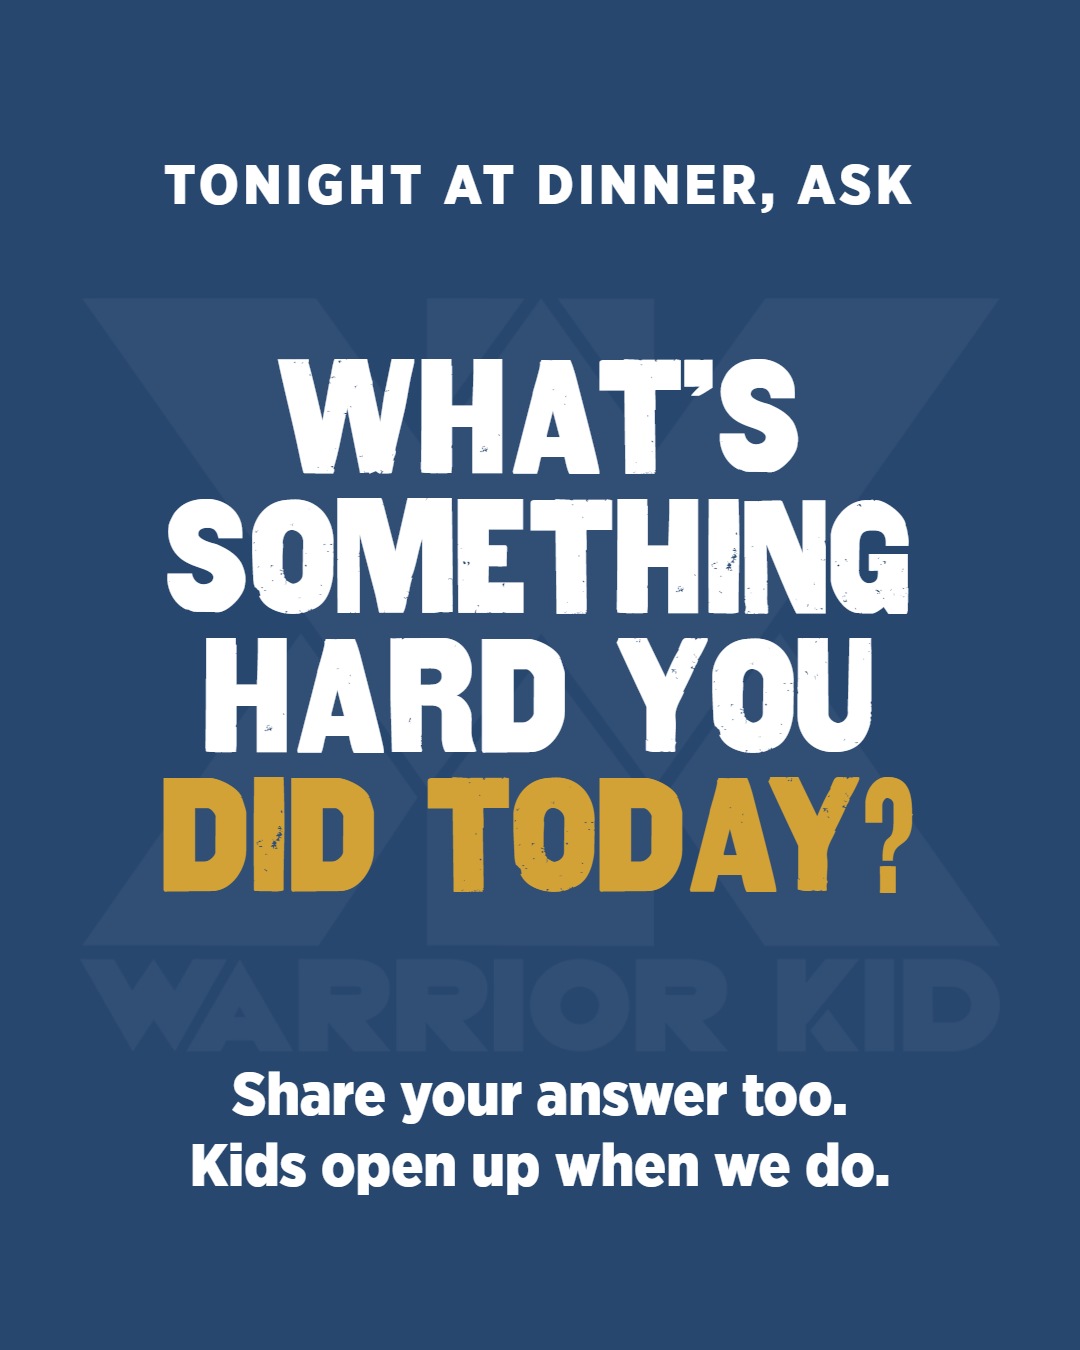 TONIGHT AT DINNER, ASK
WHAT’S
SOMETHING
HARD YOU
DID TODAY?
WARRIOR KID
Share your answer too.
Kids open up when we do.